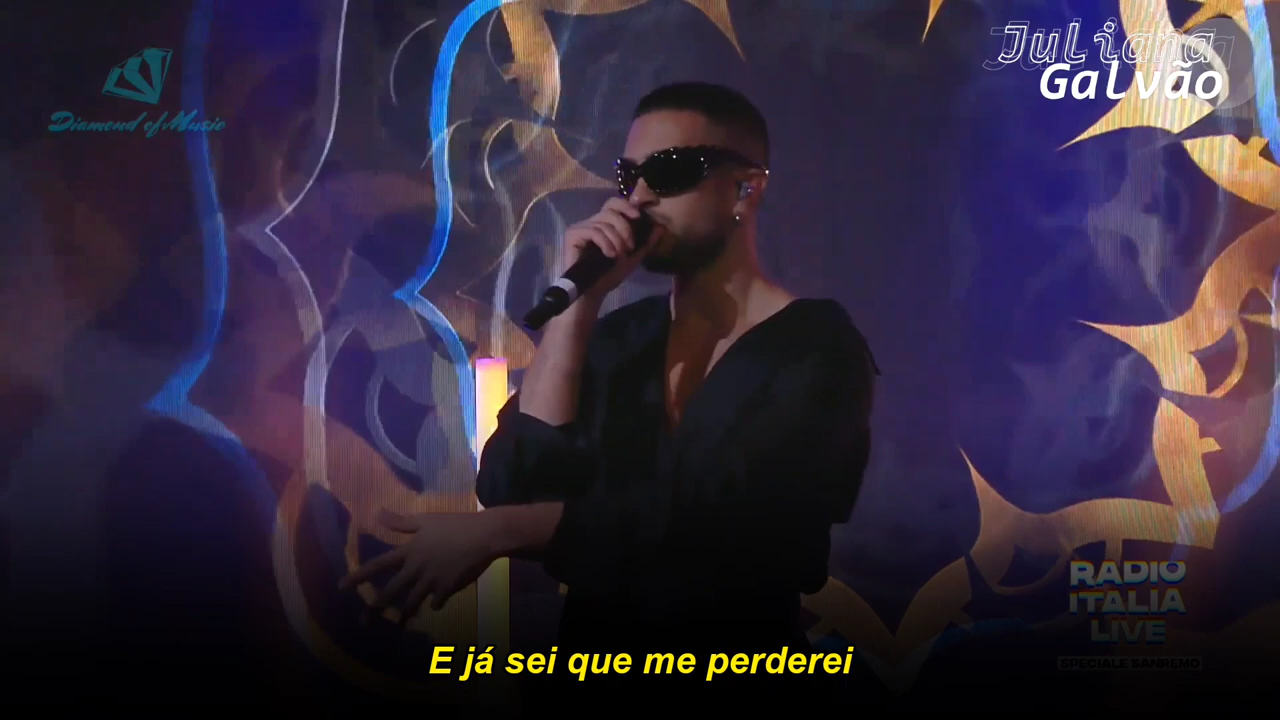 Juliana
Galvão
Diamond of Music
RADIO
ITALIA
LIVE
SPECIALE SANREMO
E já sei que me perderei